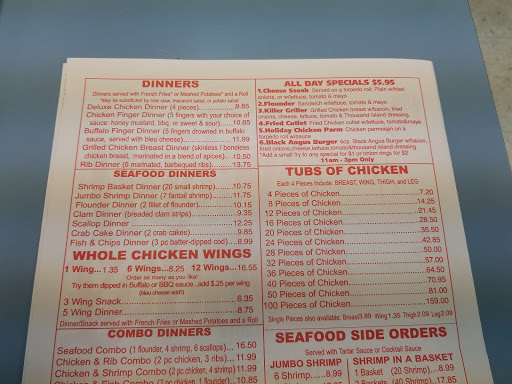 DINNERS
Dinners served with French Fries* or Mashed Potatoes* and a Roll
*May be substituted by cole slaw, macaroni salad, or potato salad
Deluxe Chicken Dinner (4 pieces)............9.85
Chicken Finger Dinner (5 fingers with your choice of
sauce: honey mustard, bbq, or sweet & sour)....10.85
Buffalo Finger Dinner (5 fingers drowned in buffalo
sauce, served with bleu cheese)...............11.99
Grilled Chicken Breast Dinner (skinless / boneless
chicken breast, marinated in a blend of spices)....10.50
Rib Dinner (6 marinated, barbequed ribs)....13.75
SEAFOOD DINNERS
Shrimp Basket Dinner (20 small shrimp).....10.75
Jumbo Shrimp Dinner (7 fantail shrimp).....11.75
Flounder Dinner (2 filet of flounder)..........10.15
Clam Dinner (breaded clam strips)............9.35
Scallop Dinner.....................12.25
Crab Cake Dinner (2 crab cakes)...........9.85
Fish & Chips Dinner (3 pc batter-dipped cod)....8.99
WHOLE CHICKEN WINGS
1 Wing...1.35 6 Wings...8.25 12 Wings...16.55
Order as many as you like!
Try them dipped in Buffalo or BBQ sauce...add $.25 per wing
(bleu cheese add'l)
3 Wing Snack....................6.35
5 Wing Dinner...................8.75
Dinner/Snack served with French Fries or Mashed Potatoes and a Roll
COMBO DINNERS
Seafood Combo (1 flounder, 4 shrimp, 6 scallops)...16.50
Chicken & Rib Combo (2 pc chicken, 3 ribs)...11.99
Chicken & Shrimp Combo (2 pc chicken, 4 shrimp)...11.99
Chicken & Fish Combo (2 pc chicken, 1 flounder)...10.85
ALL DAY SPECIALS $5.95
1.Cheese Steak Served on a torpedo roll. Plain w/fried
onions, or w/lettuce, tomato & mayo
2.Flounder Sandwich w/lettuce, tomato & mayo
3.Killer Griller Grilled Chicken breast w/bacon, fried
onions, cheese, lettuce, tomato & Thousand Island dressing.
4.Fried Cutlet Fried Chicken cutlet w/lettuce, tomato&mayo
5.Holiday Chicken Parm Chicken parmesan on a
torpedo roll w/sauce
6.Black Angus Burger 6oz. Black Angus Burger w/bacon,
fried onions,cheese,lettuce,tomato&thousand island dressing
*Add a small fry to any special for $1 or onion rings for $2
11am - 3pm Only
TUBS OF CHICKEN
Each 4 Pieces Include: BREAST, WING, THIGH, and LEG
4 Pieces of Chicken.................7.20
8 Pieces of Chicken.................14.25
12 Pieces of Chicken................21.45
16 Pieces of Chicken................28.50
20 Pieces of Chicken................35.50
24 Pieces of Chicken................42.85
28 Pieces of Chicken................50.00
32 Pieces of Chicken................57.00
36 Pieces of Chicken................64.50
40 Pieces of Chicken................70.95
50 Pieces of Chicken................81.00
100 Pieces of Chicken...............159.00
Single Pieces also available: Breast3.89 Wing1.35 Thigh2.09 Leg2.09
SEAFOOD SIDE ORDERS
Served with Tartar Sauce or Cocktail Sauce
JUMBO SHRIMP | SHRIMP IN A BASKET
6 Shrimp......8.99 1 Basket (20 Shrimp)...8.99
2 Baskets (40 Shrimp)...17.85